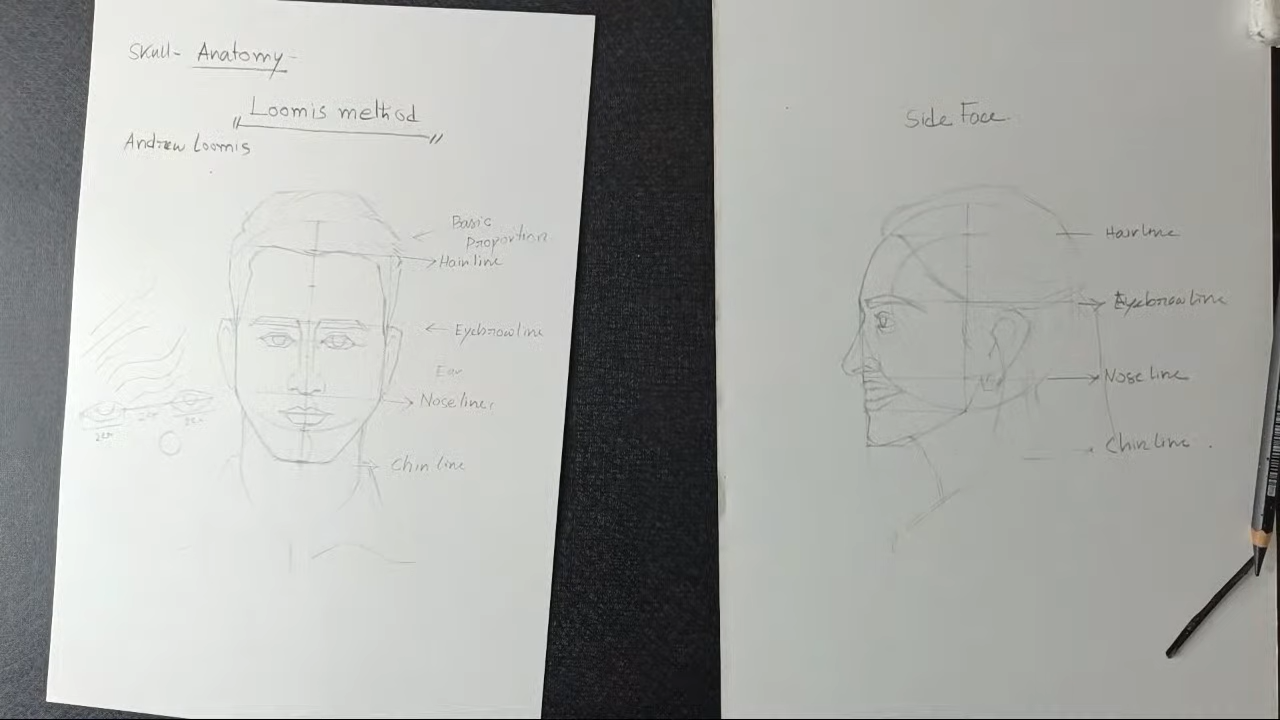 Skull- Anatomy-
Loomis method
Andrew Loomis
Basic
Proportion
Hairline
Eyebrowline
Ear
Noseline
Chin line
Side Face
Hairline
Eyebrowline
Nose line
Chin line